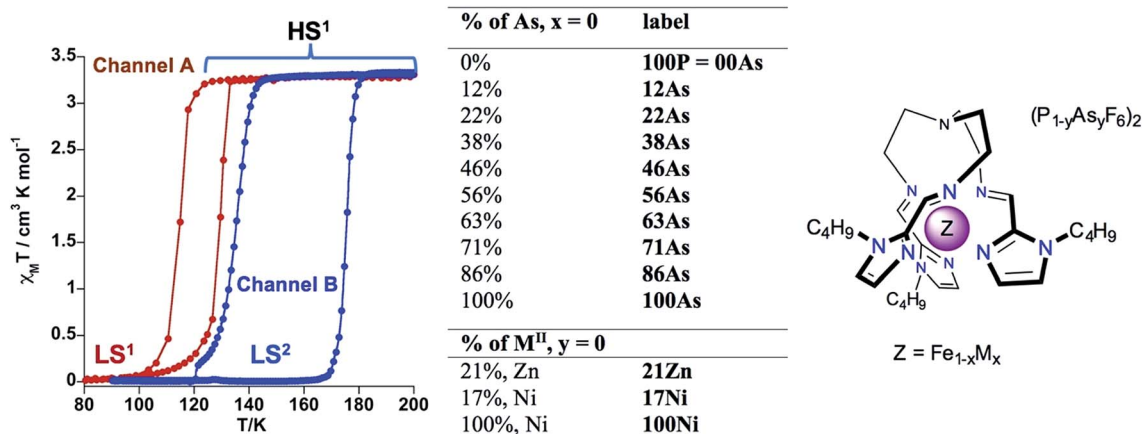 Channel A
HS¹
3.5
3
2.5
2
1.5
1
0.5
0
χMT / cm³ K mol⁻¹
Channel B
LS¹
LS²
80
100
120
140
160
180
200
T/K
% of As, x = 0 label
0% 100P = 00As
12% 12As
22% 22As
38% 38As
46% 46As
56% 56As
63% 63As
71% 71As
86% 86As
100% 100As
% of Mᴵᴵ, y = 0
21%, Zn 21Zn
17%, Ni 17Ni
100%, Ni 100Ni
(P1-yAsyF6)2
N
N
N
N
C4H9
N
Z
N
C4H9
N
N
N
N
C4H9
Z = Fe1-xMx